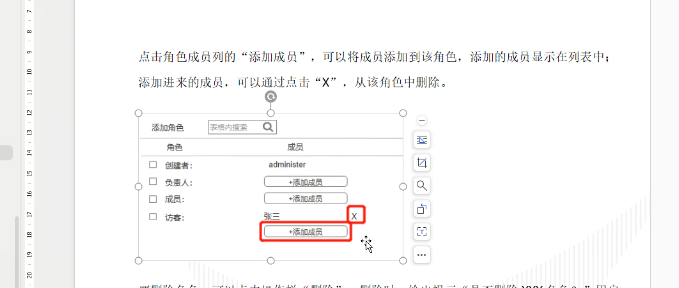 点击角色成员列的“添加成员”，可以将成员添加到该角色，添加的成员显示在列表中；
添加进来的成员，可以通过点击“X”，从该角色中删除。
添加角色 表格内搜索
角色 成员
创建者： administer
负责人： +添加成员
成员： +添加成员
访客： 张三 X
+添加成员